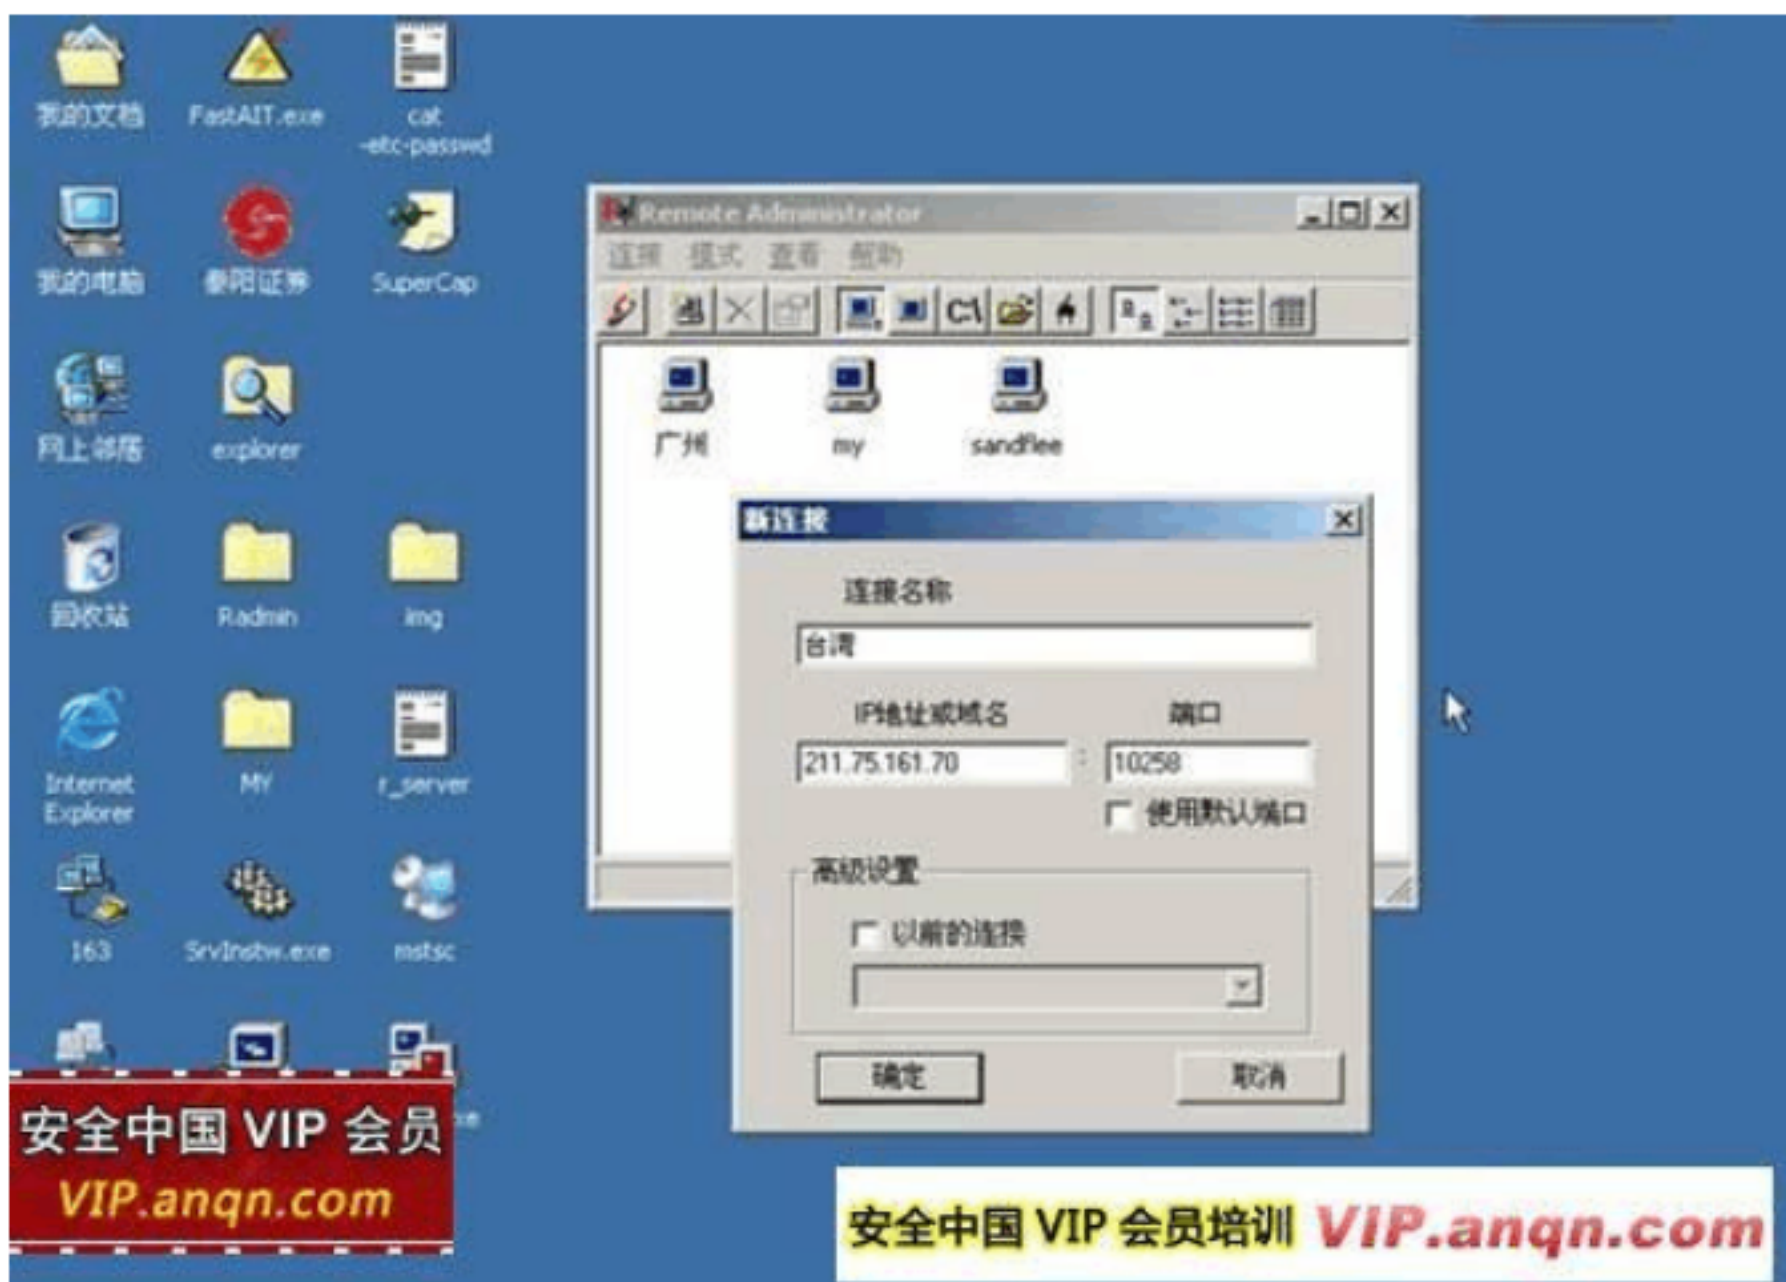 我的文档
FastAIT.exe
cat
-etc-passwd
我的电脑
泰阳证券
SuperCap
网上邻居
explorer
回收站
Radmin
img
Internet
Explorer
MY
r_server
163
SrvInstw.exe
mstsc
Remote Administrator
连接 模式 查看 帮助
C:\
广州
my
sandflee
新连接
连接名称
台湾
IP地址或域名 端口
211.75.161.70 : 10258
使用默认端口
高级设置
以前的连接
确定 取消
安全中国 VIP 会员
VIP.anqn.com
安全中国 VIP 会员培训 VIP.anqn.com